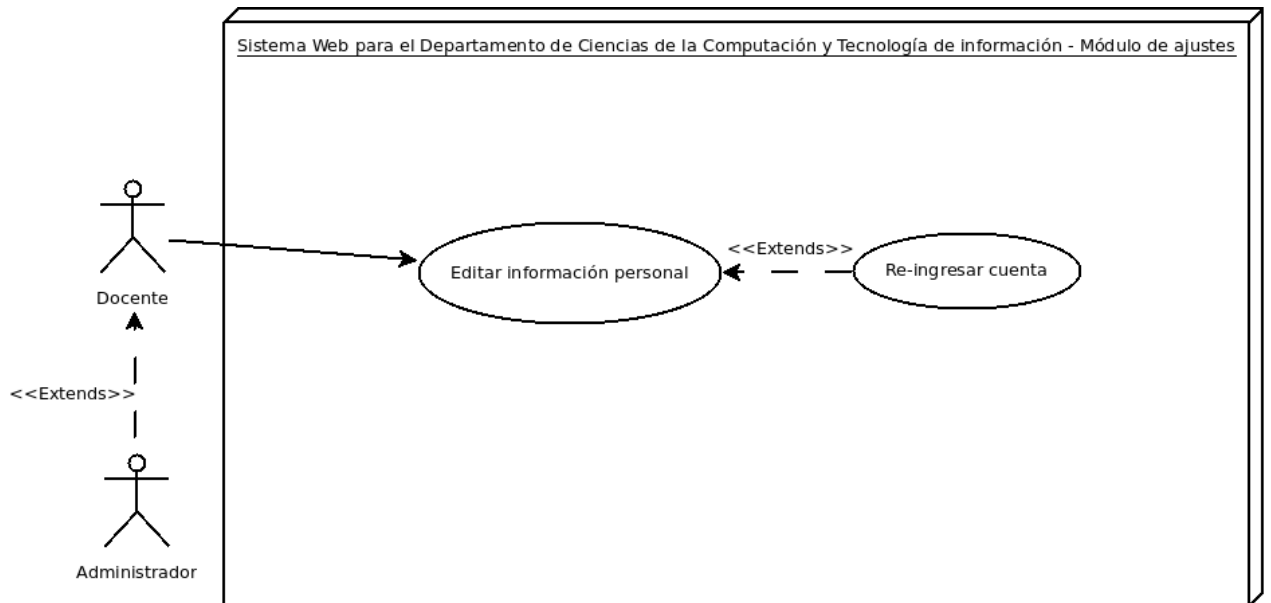 Sistema Web para el Departamento de Ciencias de la Computación y Tecnología de información - Módulo de ajustes
Docente
Editar información personal
<<Extends>>
Re-ingresar cuenta
<<Extends>>
Administrador